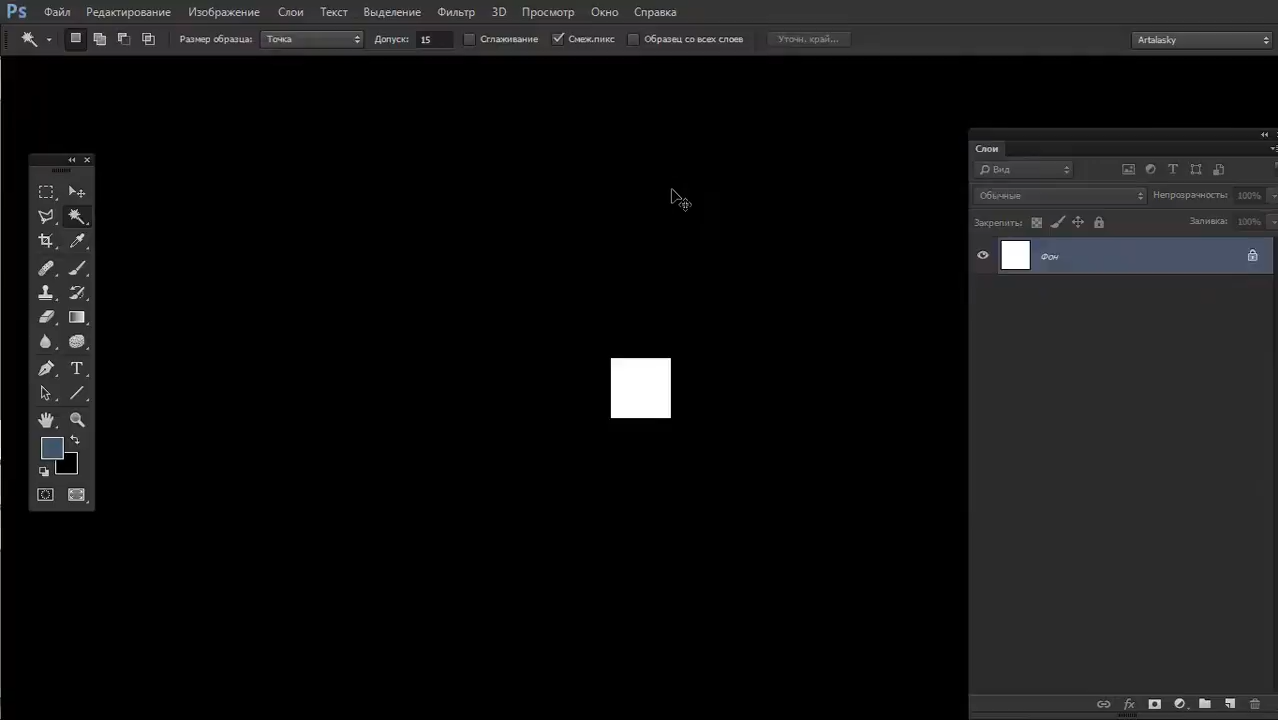 Ps Файл Редактирование Изображение Слои Текст Выделение Фильтр 3D Просмотр Окно Справка
Размер образца: Точка Допуск: 15 Сглаживание Смеж.пикс Образец со всех слоев Уточн. край... Artalasky
Слои
Вид
Обычные Непрозрачность: 100%
Закрепить: Заливка: 100%
Фон